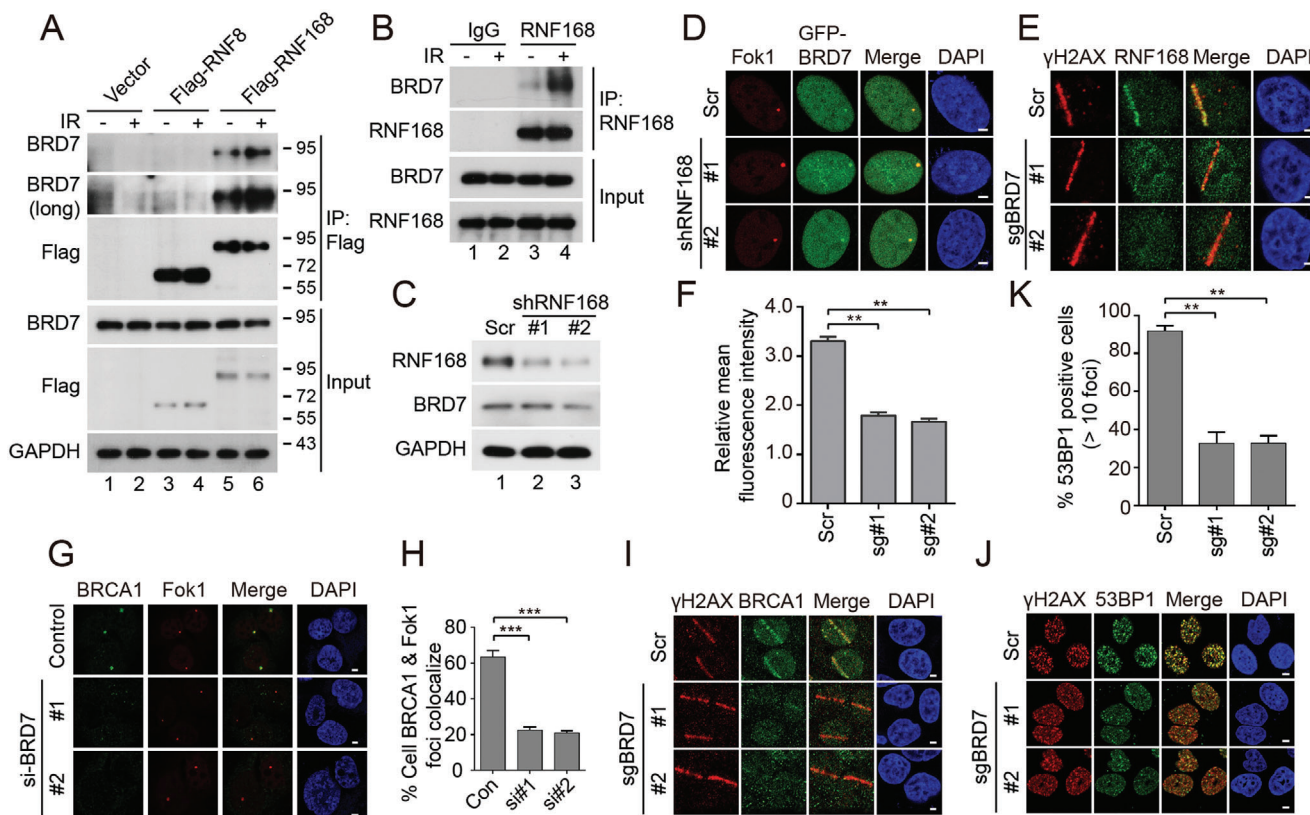 A
Vector
Flag-RNF8
Flag-RNF168
IR - + - + - +
BRD7
- 95
BRD7
(long)
- 95
Flag
- 95
- 72
- 55
IP:
Flag
BRD7
- 95
Flag
- 95
- 72
- 55
Input
GAPDH
- 43
1 2 3 4 5 6
B
IgG RNF168
IR - + - +
BRD7
RNF168
IP:
RNF168
BRD7
RNF168
Input
1 2 3 4
C
shRNF168
Scr #1 #2
RNF168
BRD7
GAPDH
1 2 3
D
GFP-
Fok1 BRD7 Merge DAPI
Scr
shRNF168
#1
#2
E
γH2AX RNF168 Merge DAPI
Scr
sgBRD7
#1
#2
F
Relative mean
fluorescence intensity
4.0
3.0
2.0
1.0
0.0
**
**
Scr sg#1 sg#2
K
% 53BP1 positive cells
(> 10 foci)
100
80
60
40
20
0
**
**
Scr sg#1 sg#2
G
BRCA1 Fok1 Merge DAPI
Control
si-BRD7
#1
#2
H
% Cell BRCA1 & Fok1
foci colocalize
80
60
40
20
0
***
***
Con si#1 si#2
I
γH2AX BRCA1 Merge DAPI
Scr
sgBRD7
#1
#2
J
γH2AX 53BP1 Merge DAPI
Scr
sgBRD7
#1
#2